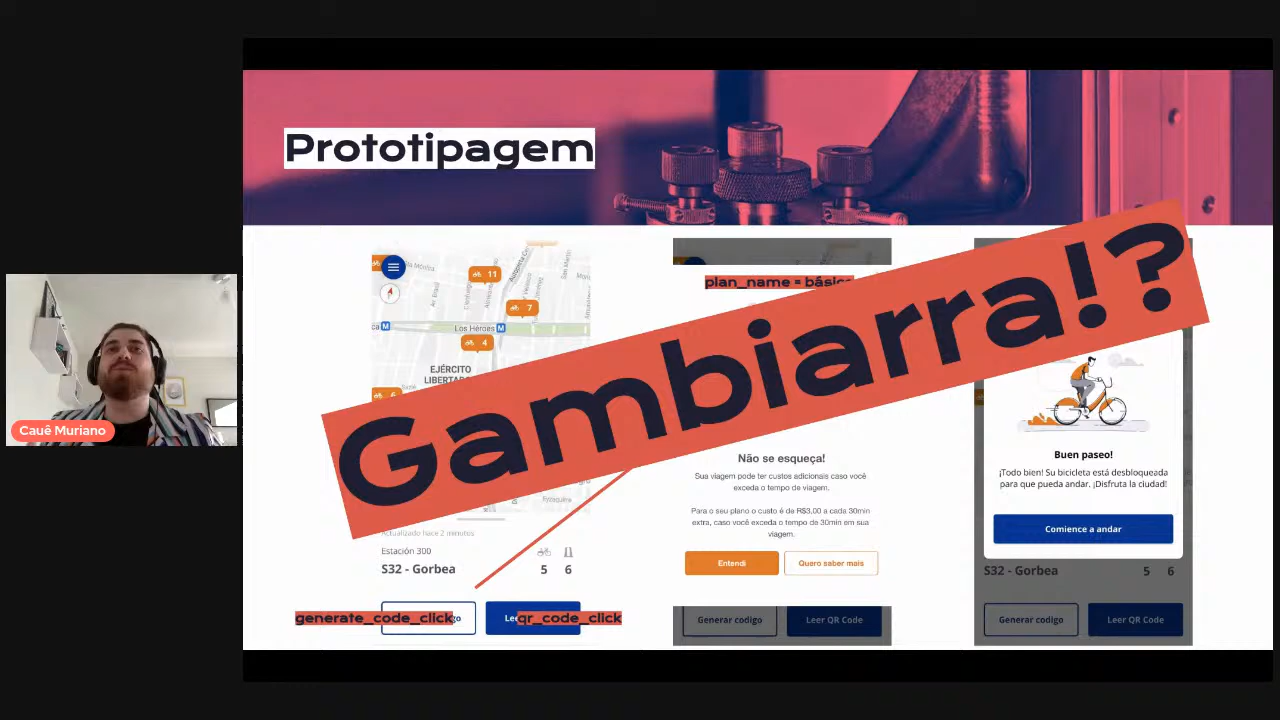 Prototipagem
Gambiarra!?
Cauê Muriano
11
7
4
Los Héroes
M
EJÉRCITO
Av. Brasil
Actualizado hace 2 minutos
Estación 300
S32 - Gorbea
5 6
generate_code_click
qr_code_click
plan_name =
Não se esqueça!
Sua viagem pode ter custos adicionais caso você
exceda o tempo de viagem.
Para o seu plano o custo é de R$3,00 a cada 30min
extra, caso você exceda o tempo de 30min em sua
viagem.
Entendi
Quero saber mais
Generar codigo
Leer QR Code
Buen paseo!
¡Todo bien! Su bicicleta está desbloqueada
para que pueda andar. ¡Disfruta la ciudad!
Comience a andar
S32 - Gorbea
5 6
Generar codigo
Leer QR Code